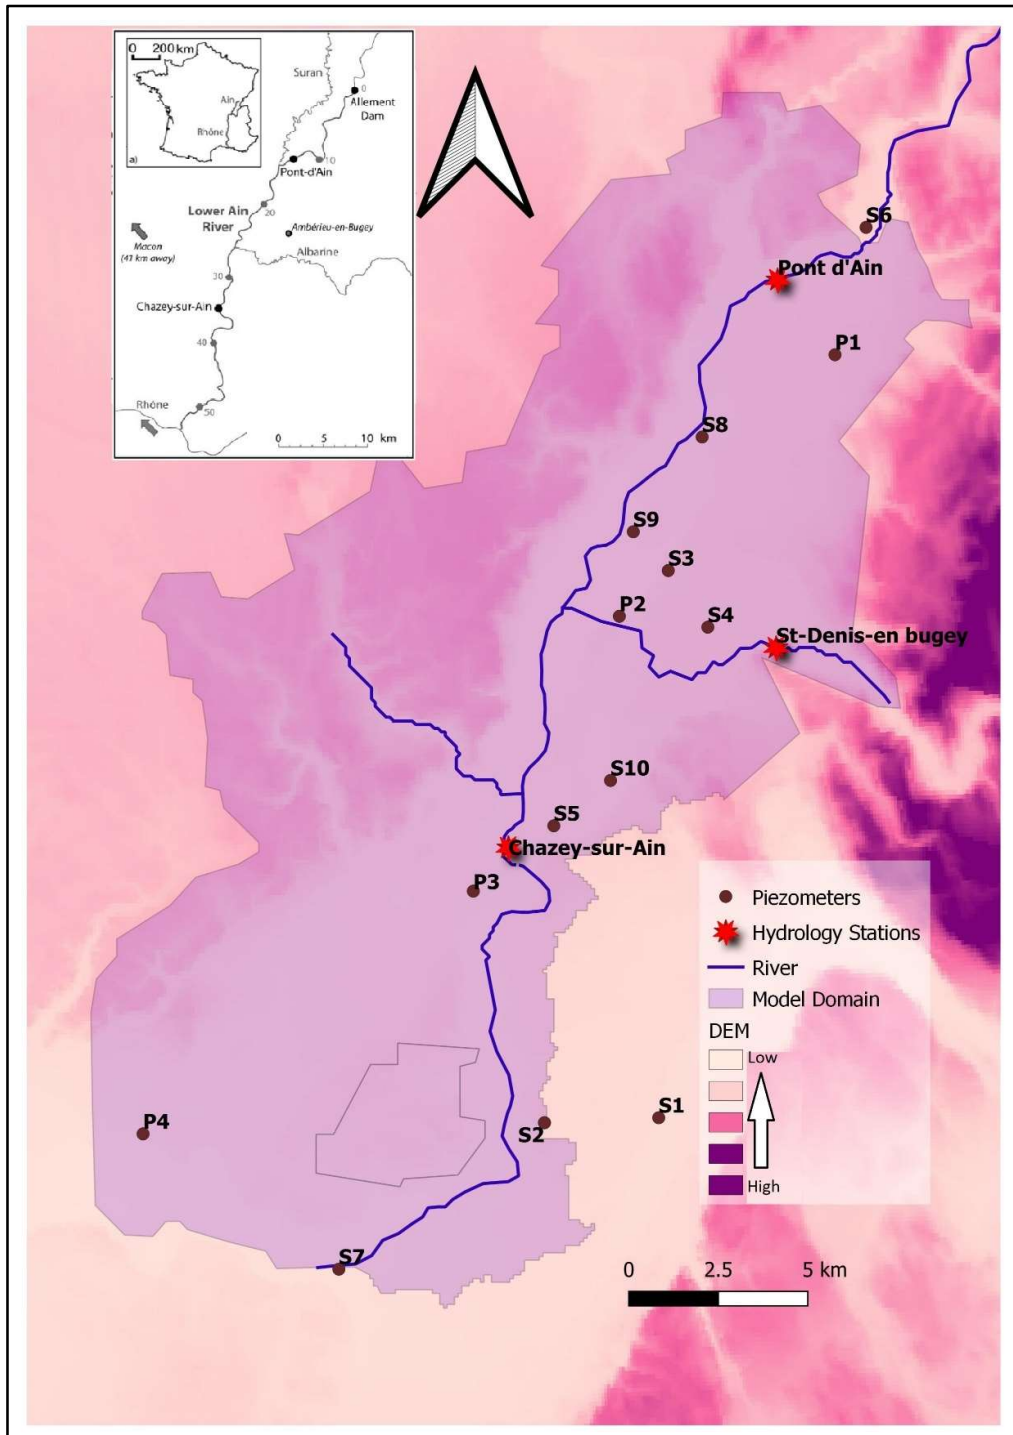 0 200 km
Ain
Rhône
a)
Suran
0
Allement
Dam
10
Pont-d'Ain
20
Lower Ain
River
Ambérieu-en-Bugey
Macon
(41 km away)
Albarine
30
Chazey-sur-Ain
40
Rhône
50
0 5 10 km
S6
Pont d'Ain
P1
S8
S9
S3
P2
S4
St-Denis-en bugey
S10
S5
Chazey-sur-Ain
P3
Piezometers
Hydrology Stations
River
Model Domain
DEM
Low
High
P4
S2
S1
S7
0 2.5 5 km